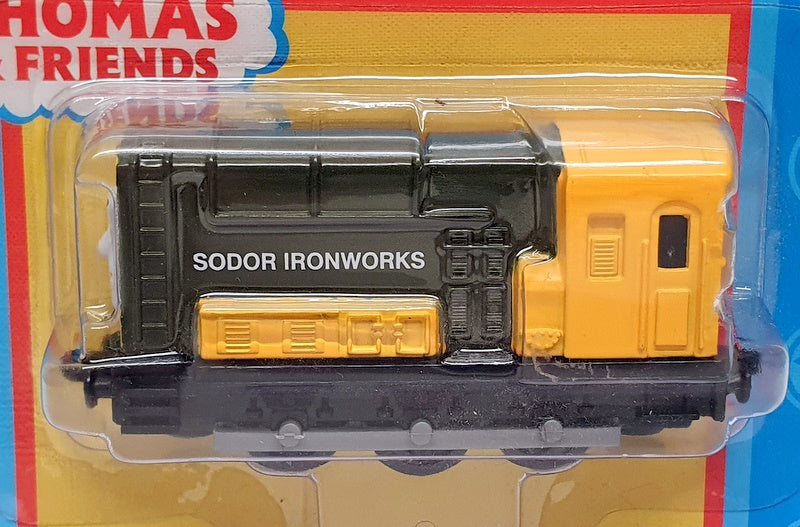 THOMAS
& FRIENDS
SODOR IRONWORKS